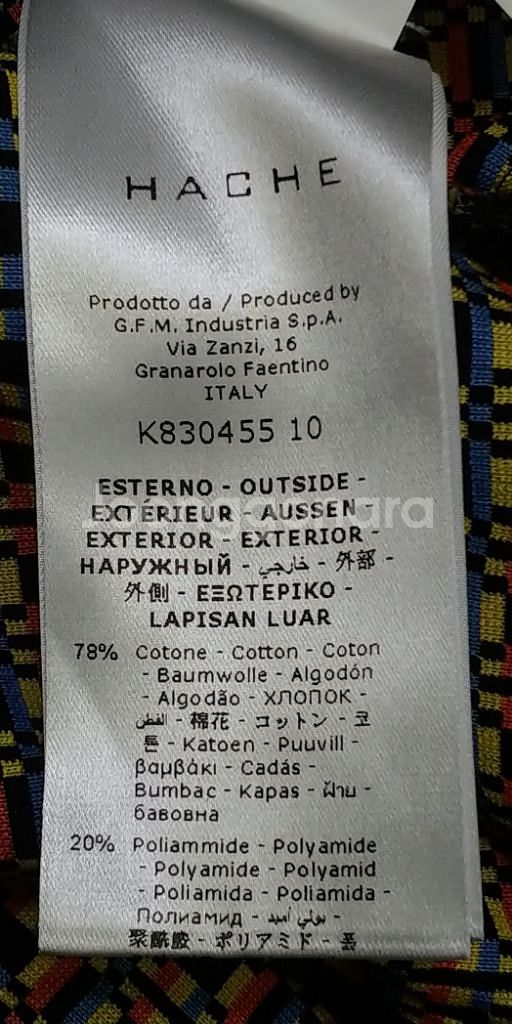 HACHE
Prodotto da / Produced by
G.F.M. Industria S.p.A.
Via Zanzi, 16
Granarolo Faentino
ITALY
K830455 10
ESTERNO - OUTSIDE -
EXTÉRIEUR - AUSSEN -
EXTERIOR - EXTERIOR -
НАРУЖНЫЙ - خارجي - 外部 -
外側 - ΕΞΩΤΕΡΙΚΟ -
LAPISAN LUAR
78% Cotone - Cotton - Coton
- Baumwolle - Algodón
- Algodão - ХЛОПОК -
القطن - 棉花 - コットン - 코
튼 - Katoen - Puuvill -
βαμβάκι - Cadás -
Bumbac - Kapas - ฝ้าย -
бавовна
20% Poliammide - Polyamide
- Polyamide - Polyamid
- Poliamida - Poliamida -
Полиамид - بولي أميد -
聚酰胺 - ポリアミド - 폴